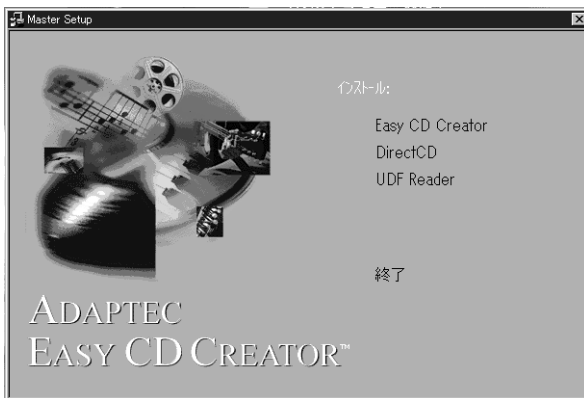 Master Setup
インストール:
Easy CD Creator
DirectCD
UDF Reader
終了
ADAPTEC
EASY CD CREATOR™